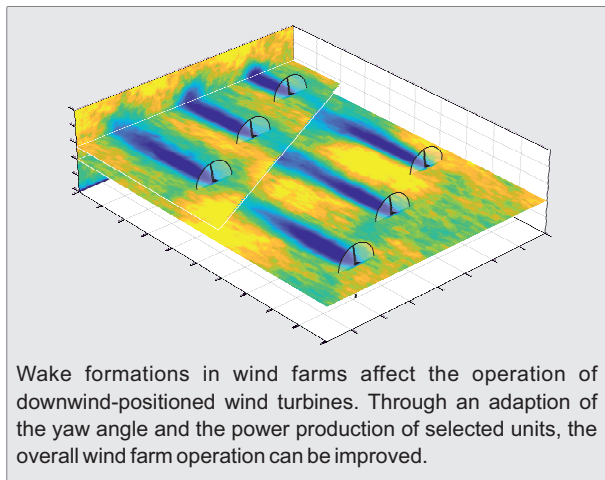 Wake formations in wind farms affect the operation of
downwind-positioned wind turbines. Through an adaption of
the yaw angle and the power production of selected units, the
overall wind farm operation can be improved.